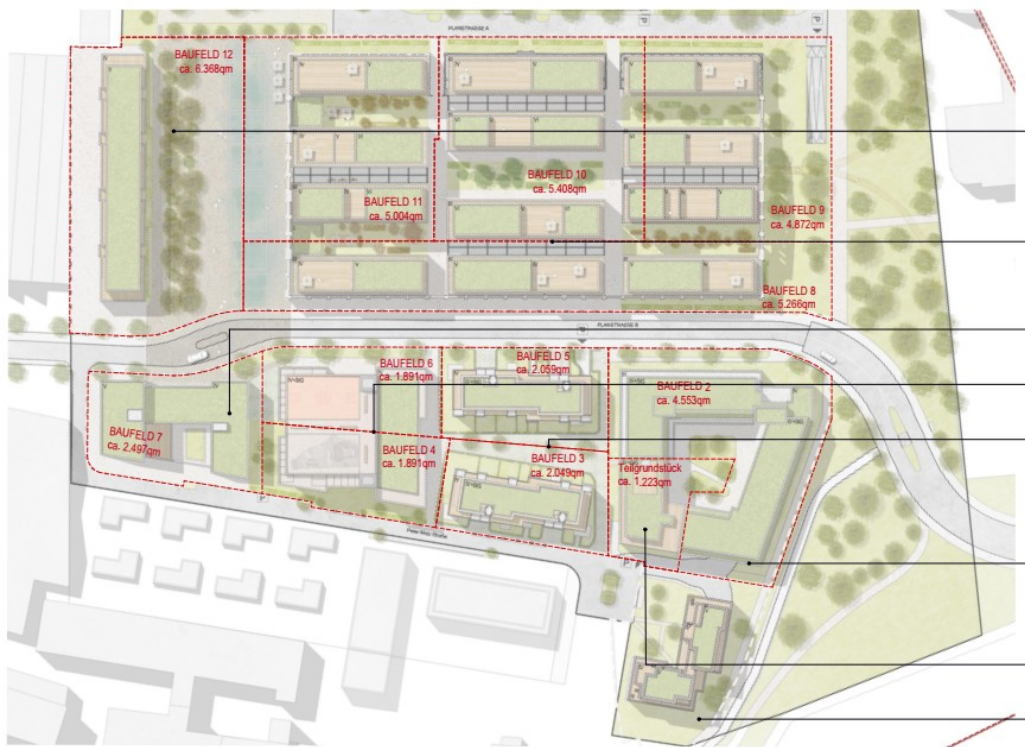 PLANSTRASSE A
BAUFELD 12
ca. 6.368qm
BAUFELD 10
ca. 5.408qm
BAUFELD 11
ca. 5.004qm
BAUFELD 9
ca. 4.872qm
BAUFELD 8
ca. 5.266qm
PLANSTRASSE B
BAUFELD 6
ca. 1.891qm
BAUFELD 5
ca. 2.059qm
BAUFELD 2
ca. 4.553qm
BAUFELD 7
ca. 2.497qm
BAUFELD 4
ca. 1.891qm
BAUFELD 3
ca. 2.049qm
Teilgrundstück
ca. 1.223qm